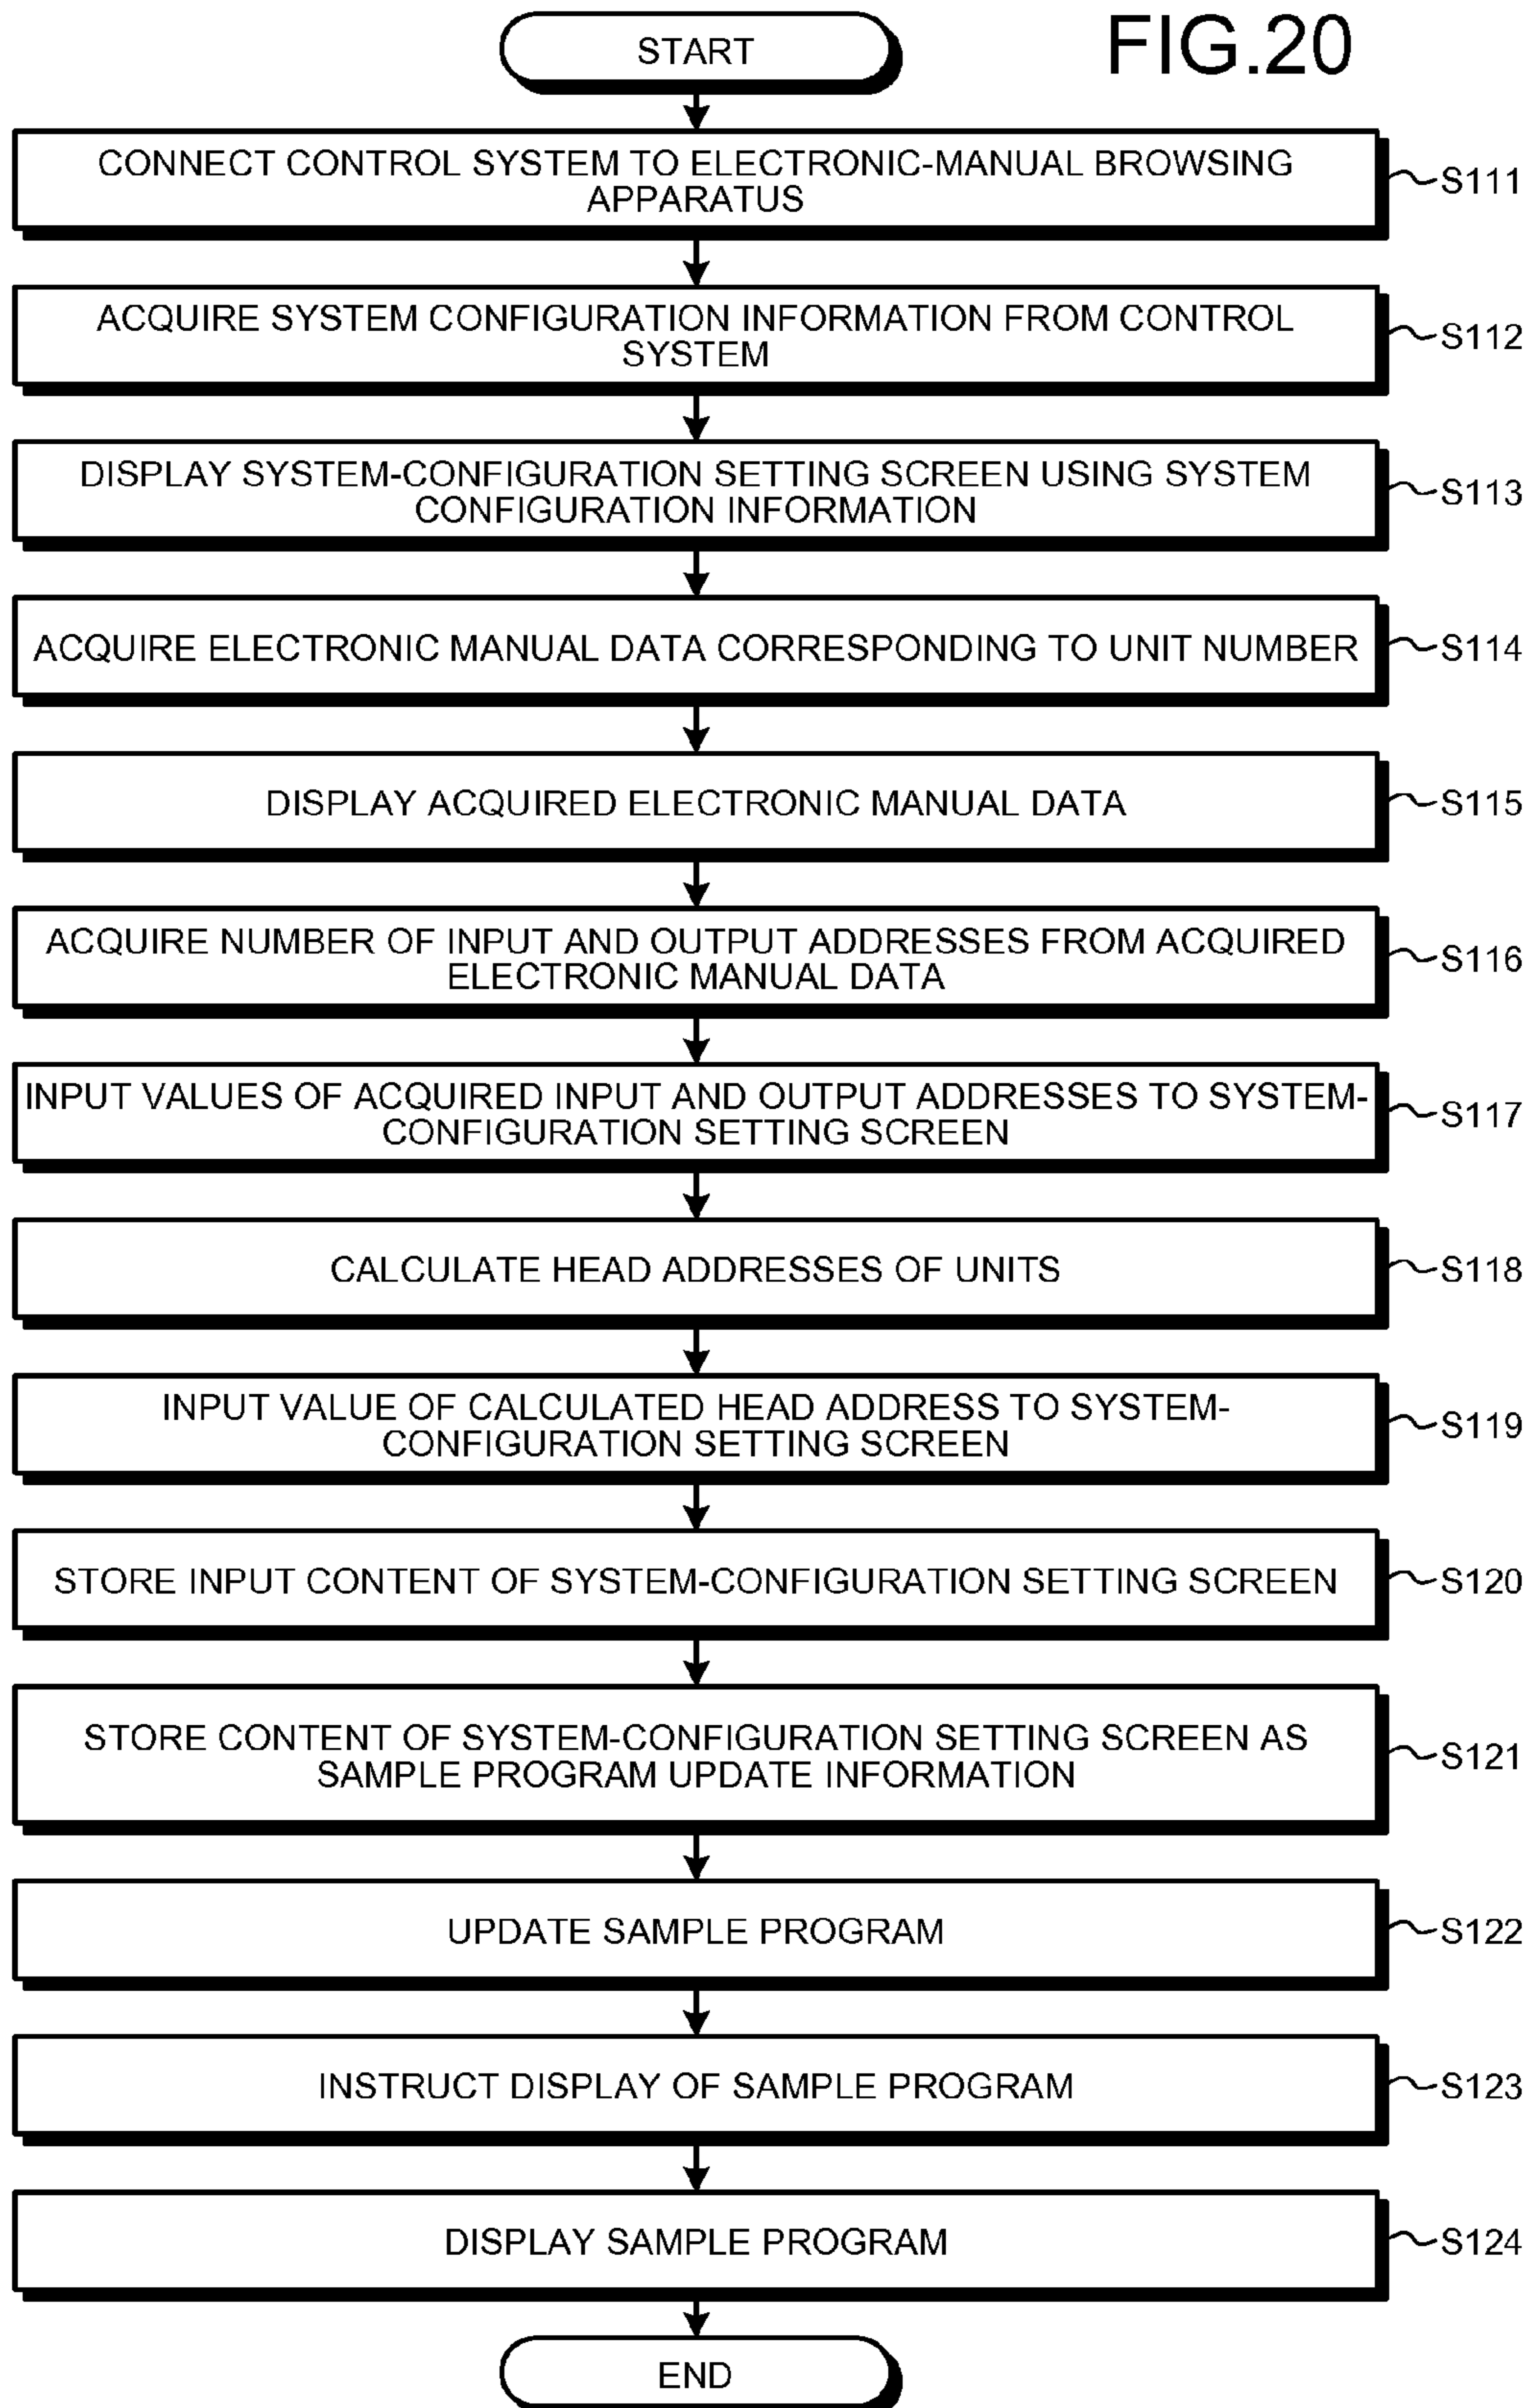 FIG.20
START
CONNECT CONTROL SYSTEM TO ELECTRONIC-MANUAL BROWSING
APPARATUS
S111
ACQUIRE SYSTEM CONFIGURATION INFORMATION FROM CONTROL
SYSTEM
S112
DISPLAY SYSTEM-CONFIGURATION SETTING SCREEN USING SYSTEM
CONFIGURATION INFORMATION
S113
ACQUIRE ELECTRONIC MANUAL DATA CORRESPONDING TO UNIT NUMBER
S114
DISPLAY ACQUIRED ELECTRONIC MANUAL DATA
S115
ACQUIRE NUMBER OF INPUT AND OUTPUT ADDRESSES FROM ACQUIRED
ELECTRONIC MANUAL DATA
S116
INPUT VALUES OF ACQUIRED INPUT AND OUTPUT ADDRESSES TO SYSTEM-
CONFIGURATION SETTING SCREEN
S117
CALCULATE HEAD ADDRESSES OF UNITS
S118
INPUT VALUE OF CALCULATED HEAD ADDRESS TO SYSTEM-
CONFIGURATION SETTING SCREEN
S119
STORE INPUT CONTENT OF SYSTEM-CONFIGURATION SETTING SCREEN
S120
STORE CONTENT OF SYSTEM-CONFIGURATION SETTING SCREEN AS
SAMPLE PROGRAM UPDATE INFORMATION
S121
UPDATE SAMPLE PROGRAM
S122
INSTRUCT DISPLAY OF SAMPLE PROGRAM
S123
DISPLAY SAMPLE PROGRAM
S124
END